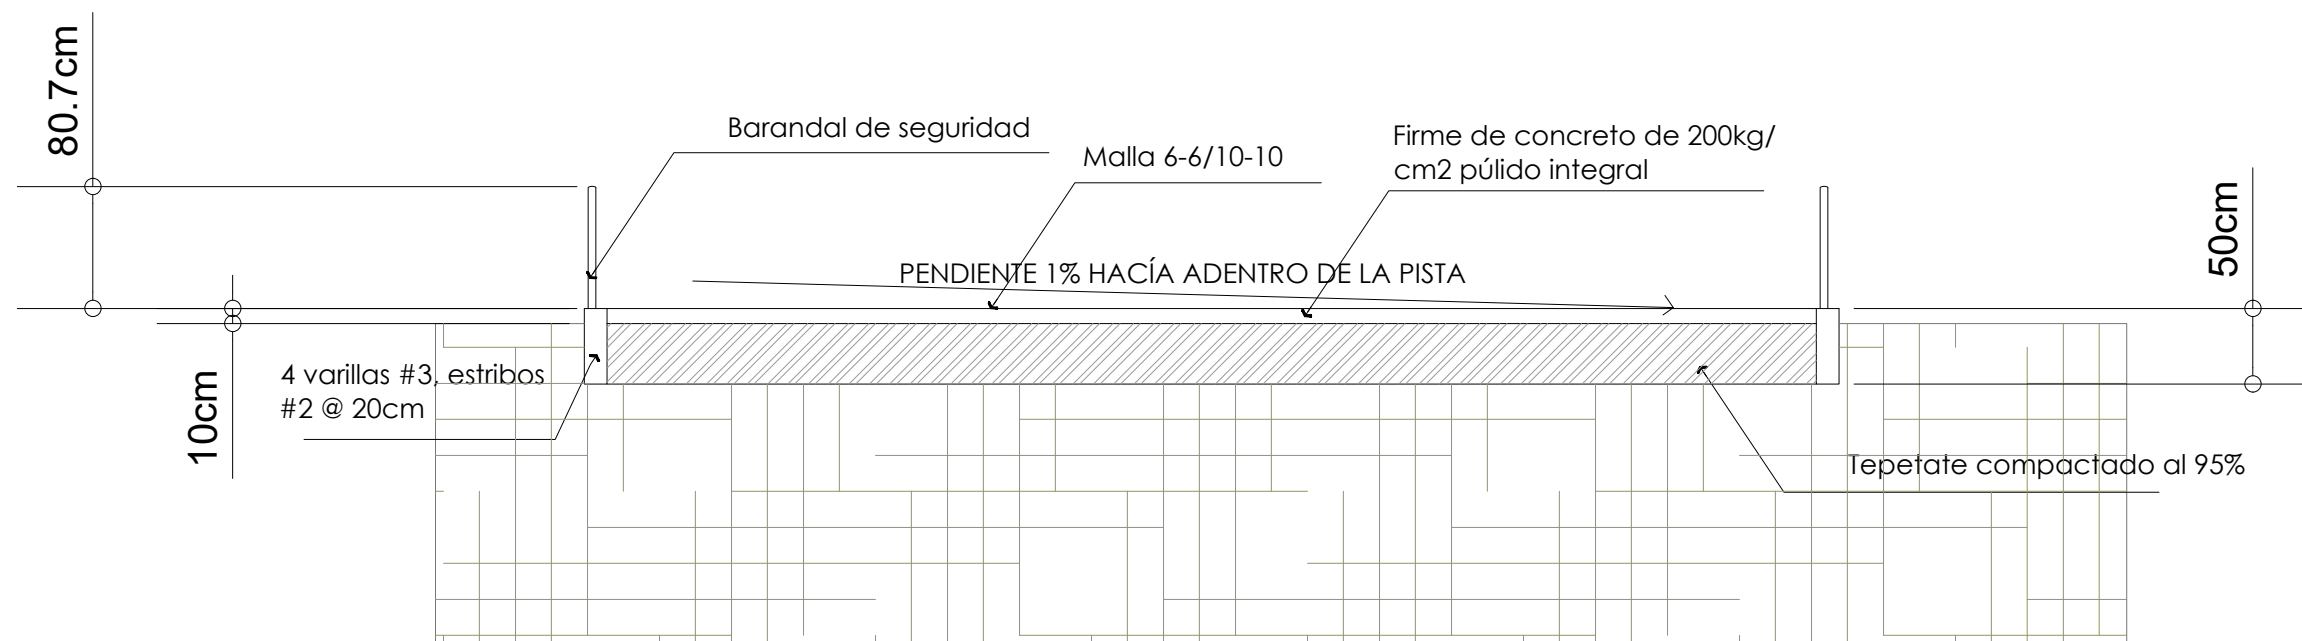 80.7cm
Barandal de seguridad
Malla 6-6/10-10
Firme de concreto de 200kg/
cm2 púlido integral
50cm
PENDIENTE 1% HACÍA ADENTRO DE LA PISTA
10cm
4 varillas #3, estribos
#2 @ 20cm
Tepetate compactado al 95%